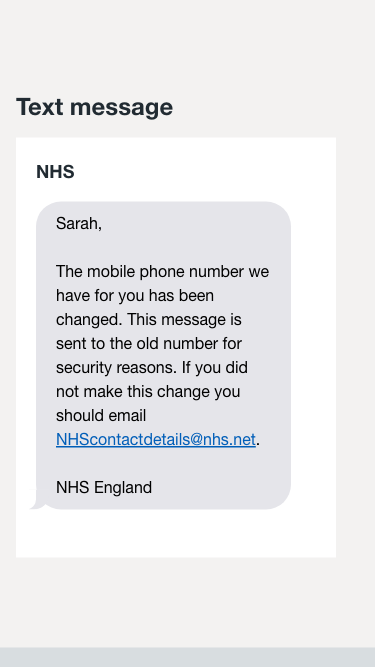 Text message
NHS
Sarah,
The mobile phone number we
have for you has been
changed. This message is
sent to the old number for
security reasons. If you did
not make this change you
should email
NHScontactdetails@nhs.net.
NHS England